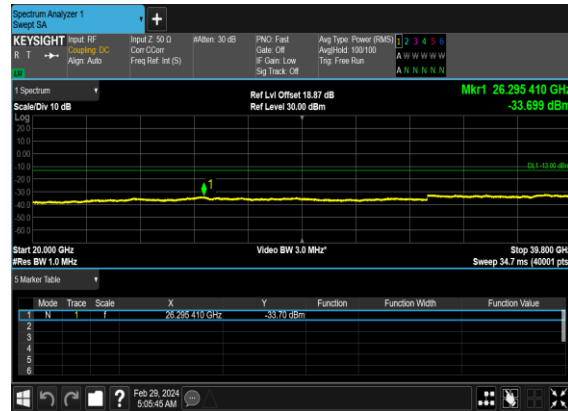 Spectrum Analyzer 1
Swept SA
+
KEYSIGHT Input: RF Input Z: 50 Ω #Atten: 30 dB PNO: Fast Avg Type: Power (RMS) 1 2 3 4 5 6
R T Coupling: DC Corr CCorr Gate: Off Avg|Hold: 100/100 A W W W W W
Align: Auto Freq Ref: Int (S) IF Gain: Low Trig: Free Run
Sig Track: Off A N N N N N
1 Spectrum Ref Lvl Offset 18.87 dB Mkr1 26.295 410 GHz
Scale/Div 10 dB Ref Level 30.00 dBm -33.699 dBm
Log
20.0
10.0
0.00
-10.0 DL1 -13.00 dBm
-20.0
-30.0 1
-40.0
-50.0
-60.0
Start 20.000 GHz Video BW 3.0 MHz* Stop 39.800 GHz
#Res BW 1.0 MHz Sweep 34.7 ms (40001 pts)
5 Marker Table
Mode Trace Scale X Y Function Function Width Function Value
1 N 1 f 26.295 410 GHz -33.70 dBm
2
3
4
5
6
? Feb 29, 2024
5:05:45 AM